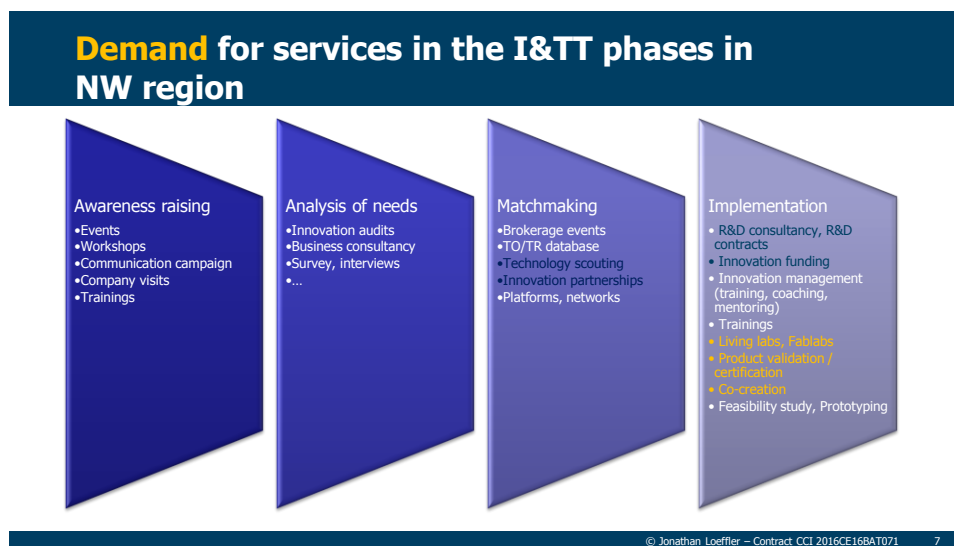 Demand for services in the I&TT phases in
NW region
Awareness raising
•Events
•Workshops
•Communication campaign
•Company visits
•Trainings
Analysis of needs
•Innovation audits
•Business consultancy
•Survey, interviews
•...
Matchmaking
•Brokerage events
•TO/TR database
•Technology scouting
•Innovation partnerships
•Platforms, networks
Implementation
• R&D consultancy, R&D
contracts
• Innovation funding
• Innovation management
(training, coaching,
mentoring)
• Trainings
• Living labs, Fablabs
• Product validation /
certification
• Co-creation
• Feasibility study, Prototyping
© Jonathan Loeffler – Contract CCI 2016CE16BAT071 7